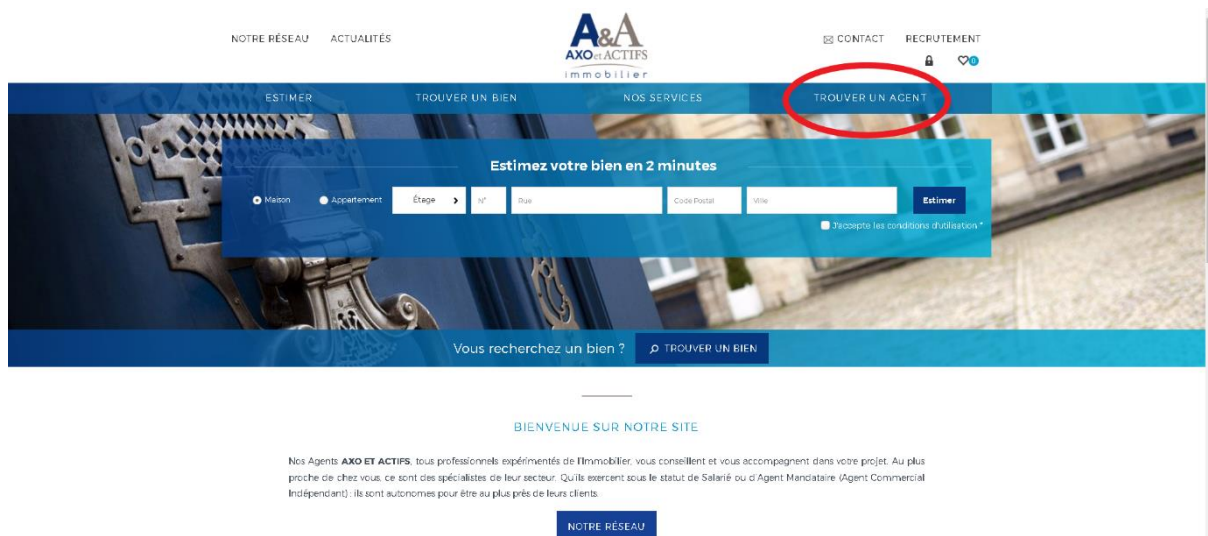 NOTRE RÉSEAU ACTUALITÉS
A&A
AXO et ACTIFS
immobilier
CONTACT RECRUTEMENT
0
ESTIMER TROUVER UN BIEN NOS SERVICES TROUVER UN AGENT
Estimez votre bien en 2 minutes
Maison Appartement Étage N° Rue Code Postal Ville Estimer
J'accepte les conditions d'utilisation *
Vous recherchez un bien ? TROUVER UN BIEN
BIENVENUE SUR NOTRE SITE
Nos Agents AXO ET ACTIFS, tous professionnels expérimentés de l'Immobilier, vous conseillent et vous accompagnent dans votre projet. Au plus
proche de chez vous, ce sont des spécialistes de leur secteur. Qu'ils exercent sous le statut de Salarié ou d'Agent Mandataire (Agent Commercial
Indépendant) : ils sont autonomes pour être au plus près de leurs clients.
NOTRE RÉSEAU